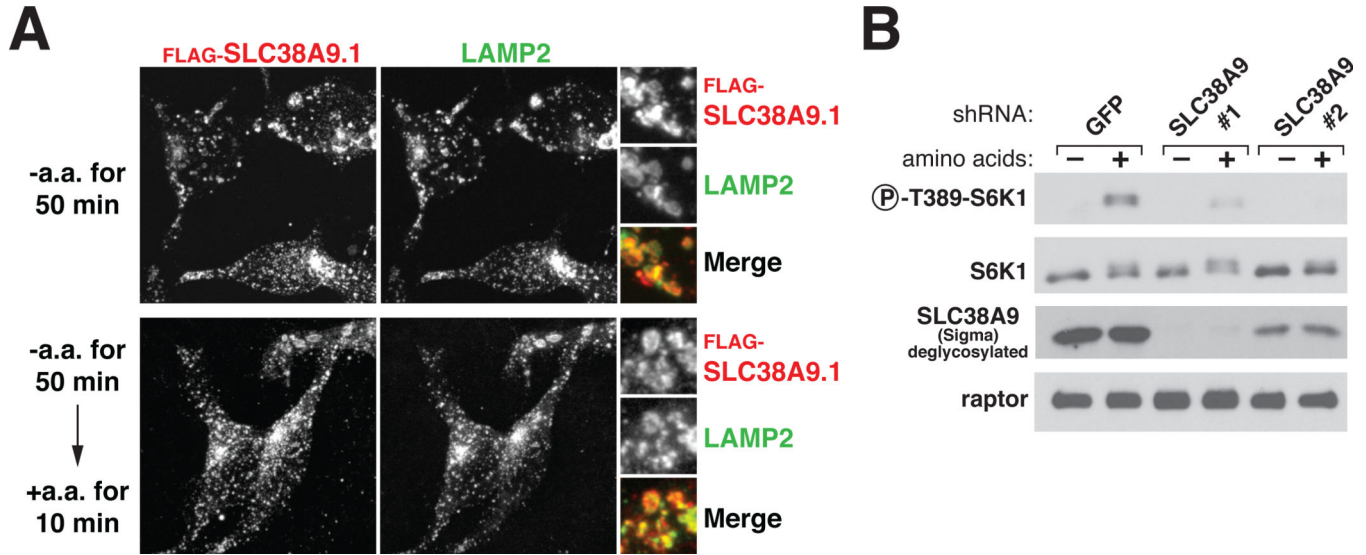 A
FLAG-SLC38A9.1
LAMP2
-a.a. for
50 min
FLAG-
SLC38A9.1
LAMP2
Merge
-a.a. for
50 min
+a.a. for
10 min
FLAG-
SLC38A9.1
LAMP2
Merge
B
shRNA:
GFP
SLC38A9
#1
SLC38A9
#2
amino acids:
− + − + − +
Ⓟ-T389-S6K1
S6K1
SLC38A9
(Sigma)
deglycosylated
raptor